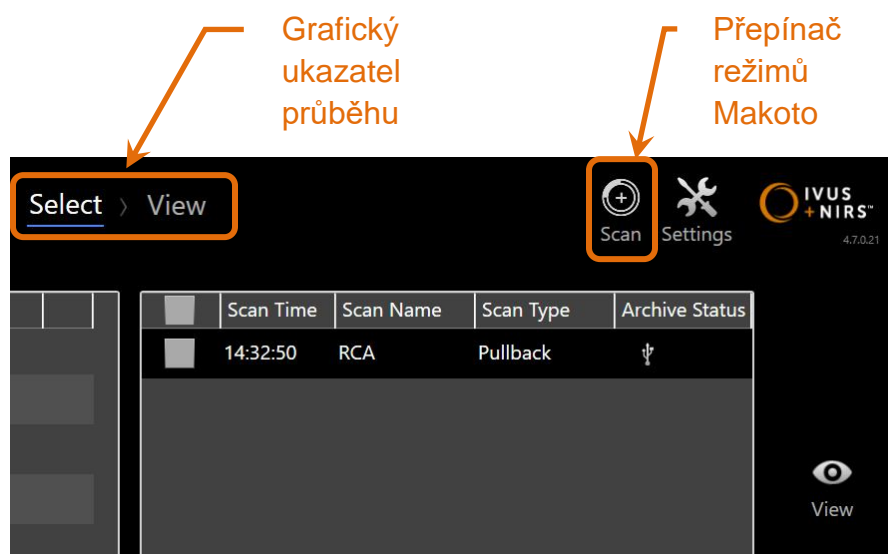 Grafický
ukazatel
průběhu
Přepínač
režimů
Makoto
Select > View
Scan
Settings
IVUS
+NIRS™
4.7.0.21
Scan Time Scan Name Scan Type Archive Status
14:32:50 RCA Pullback
View